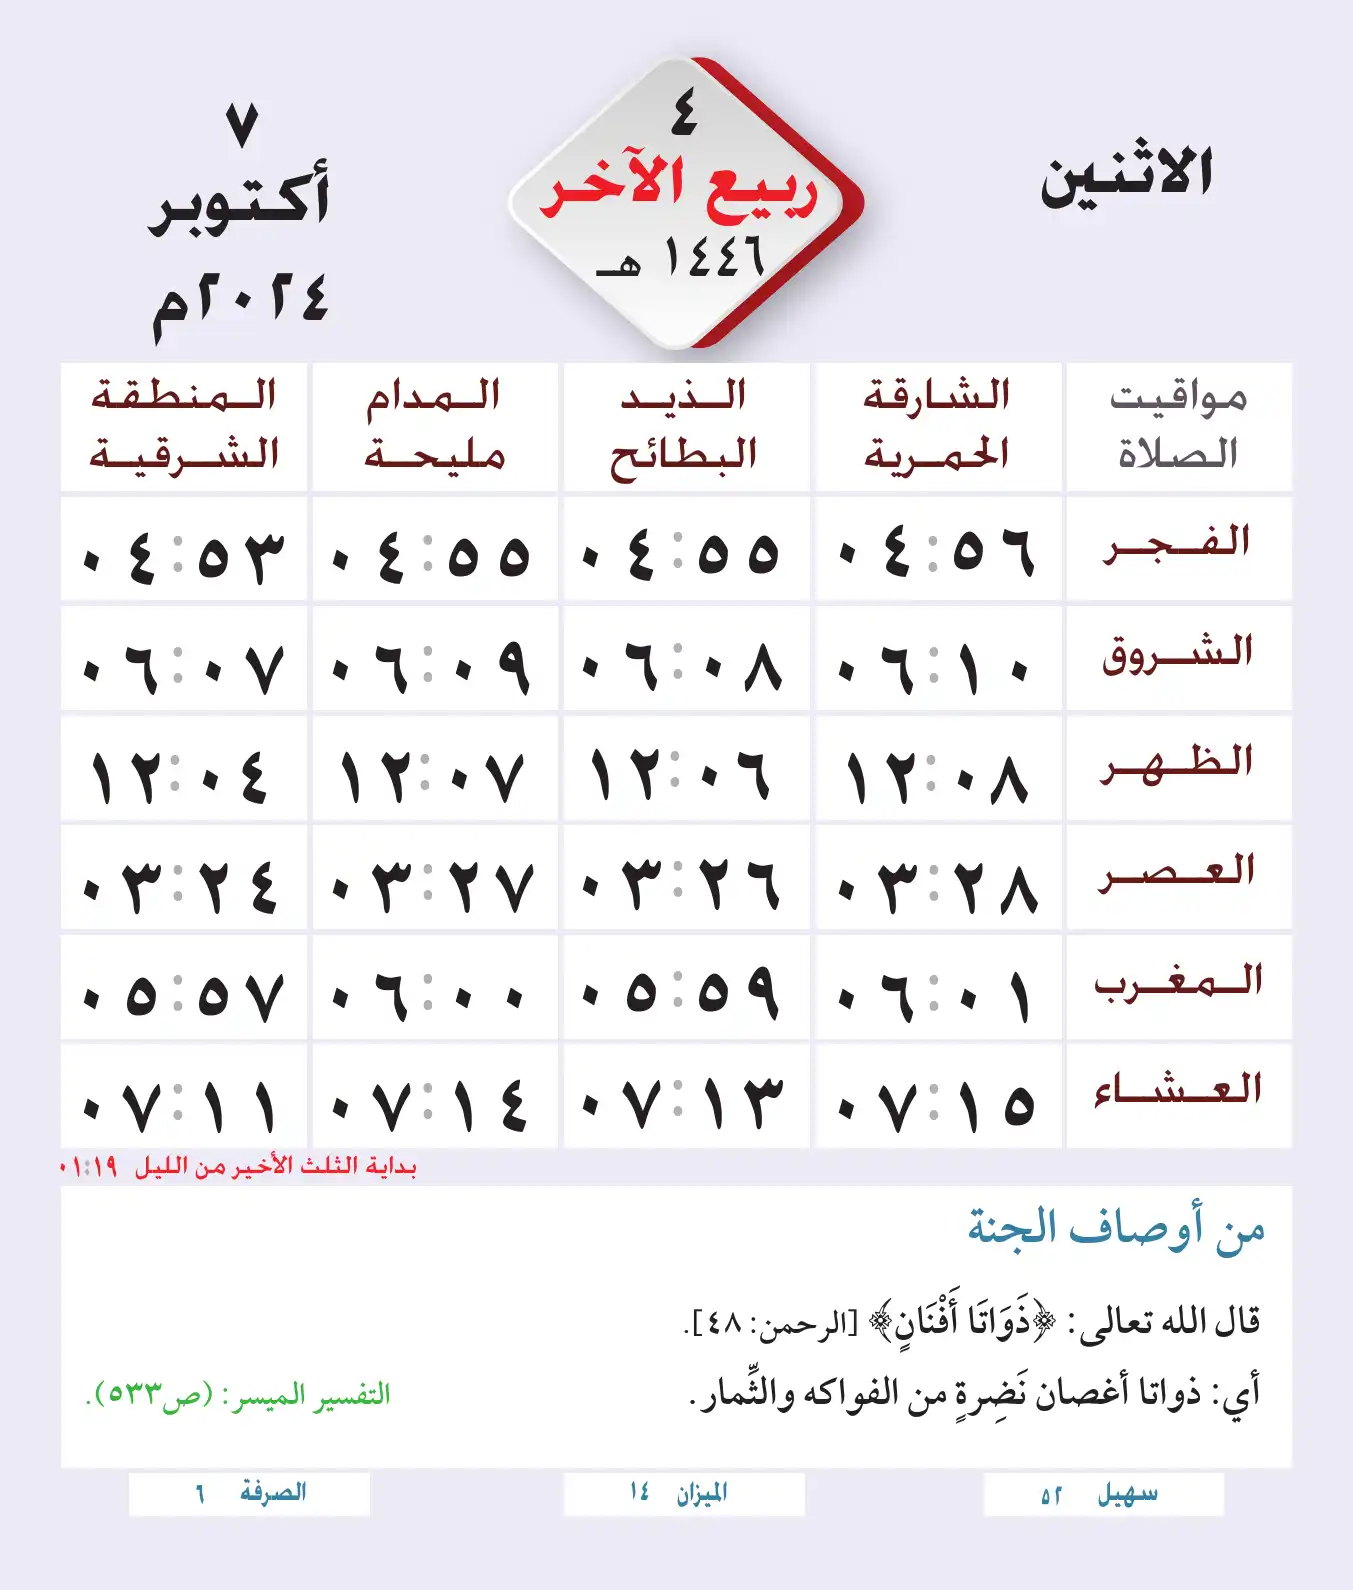 الاثنين
٤
ربيع الآخر
١٤٤٦ هـ
٧
أكتوبر
٢٠٢٤م
مواقيت الصلاة	الشارقة الحمرية	الذيد البطائح	المدام مليحة	المنطقة الشرقية
الفجر	٠٤:٥٦	٠٤:٥٥	٠٤:٥٥	٠٤:٥٣
الشروق	٠٦:١٠	٠٦:٠٨	٠٦:٠٩	٠٦:٠٧
الظهر	١٢:٠٨	١٢:٠٦	١٢:٠٧	١٢:٠٤
العصر	٠٣:٢٨	٠٣:٢٦	٠٣:٢٧	٠٣:٢٤
المغرب	٠٦:٠١	٠٥:٥٩	٠٦:٠٠	٠٥:٥٧
العشاء	٠٧:١٥	٠٧:١٣	٠٧:١٤	٠٧:١١
بداية الثلث الأخير من الليل ٠١:١٩
من أوصاف الجنة
قال الله تعالى: ﴿ذَوَاتَا أَفْنَانٍ﴾ [الرحمن: ٤٨].
أي: ذواتا أغصان نَضِرةٍ من الفواكه والثِّمار.
التفسير الميسر: (ص٥٣٣).
سهيل ٥٢
الميزان ١٤
الصرفة ٦